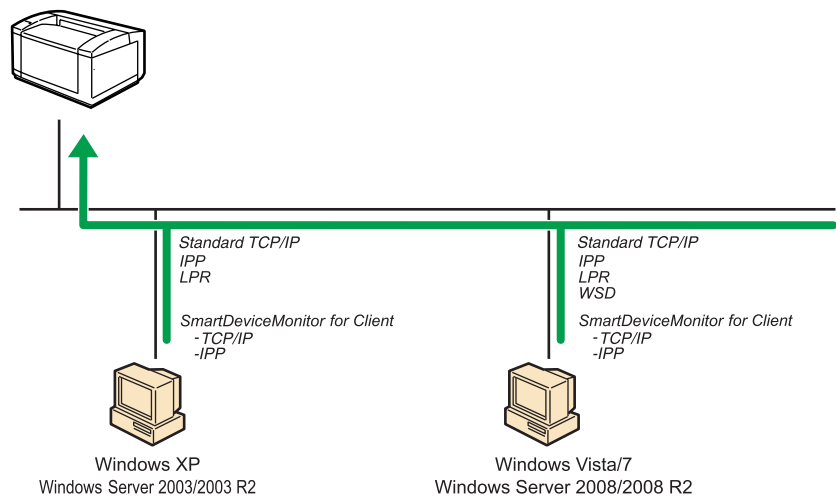 Standard TCP/IP
IPP
LPR
SmartDeviceMonitor for Client
-TCP/IP
-IPP
Windows XP
Windows Server 2003/2003 R2
Standard TCP/IP
IPP
LPR
WSD
SmartDeviceMonitor for Client
-TCP/IP
-IPP
Windows Vista/7
Windows Server 2008/2008 R2